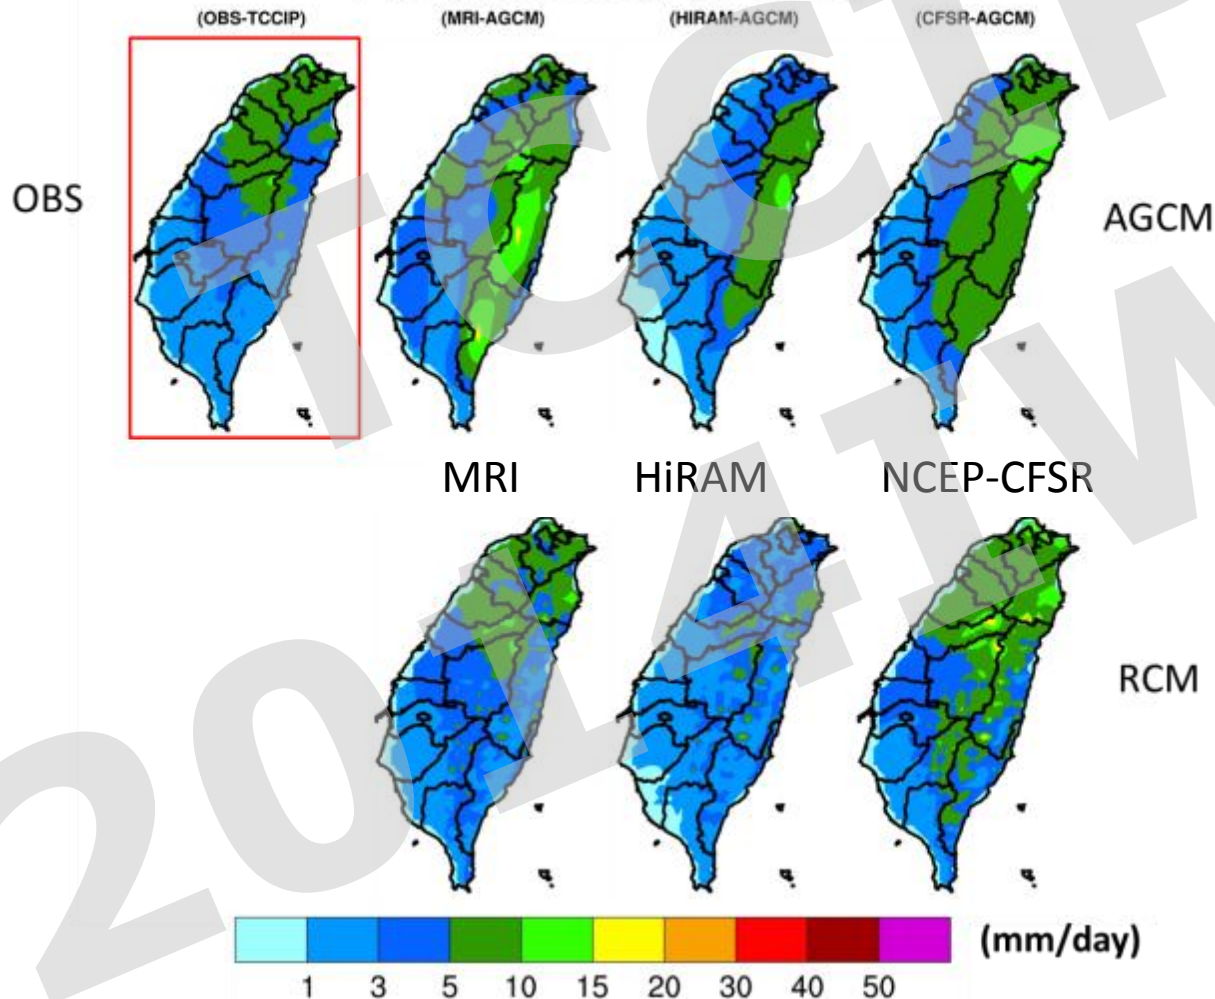 (OBS-TCCIP) (MRI-AGCM) (HIRAM-AGCM) (CFSR-AGCM)
OBS
AGCM
MRI HiRAM NCEP-CFSR
RCM
1 3 5 10 15 20 30 40 50
(mm/day)